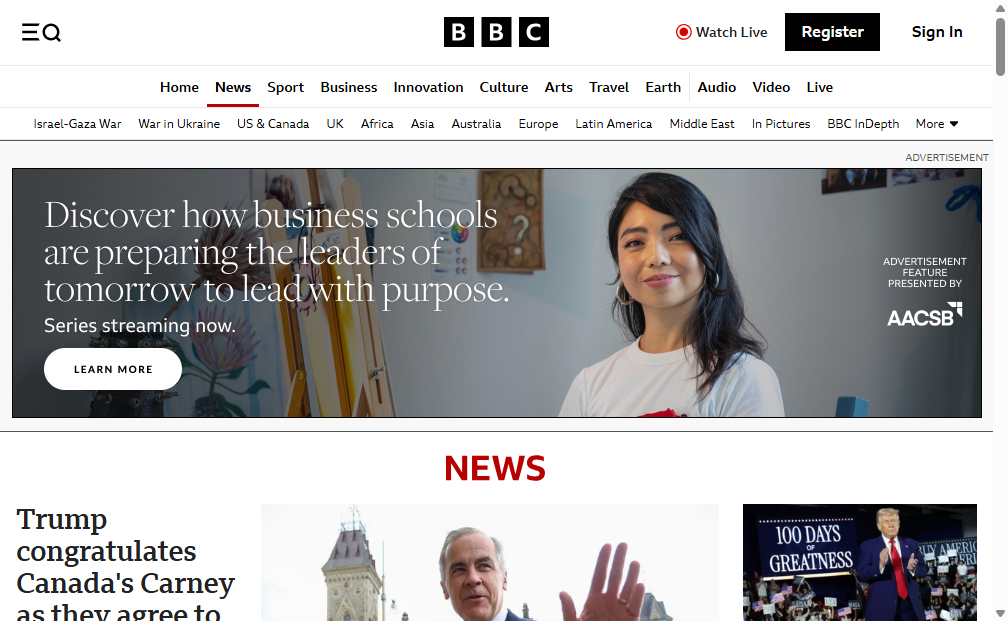 BBC
Watch Live
Register
Sign In
Home News Sport Business Innovation Culture Arts Travel Earth Audio Video Live
Israel-Gaza War War in Ukraine US & Canada UK Africa Asia Australia Europe Latin America Middle East In Pictures BBC InDepth More
ADVERTISEMENT
Discover how business schools
are preparing the leaders of
tomorrow to lead with purpose.
Series streaming now.
LEARN MORE
ADVERTISEMENT
FEATURE
PRESENTED BY
AACSB
NEWS
Trump
congratulates
Canada's Carney
as they agree to
100 DAYS
OF
GREATNESS